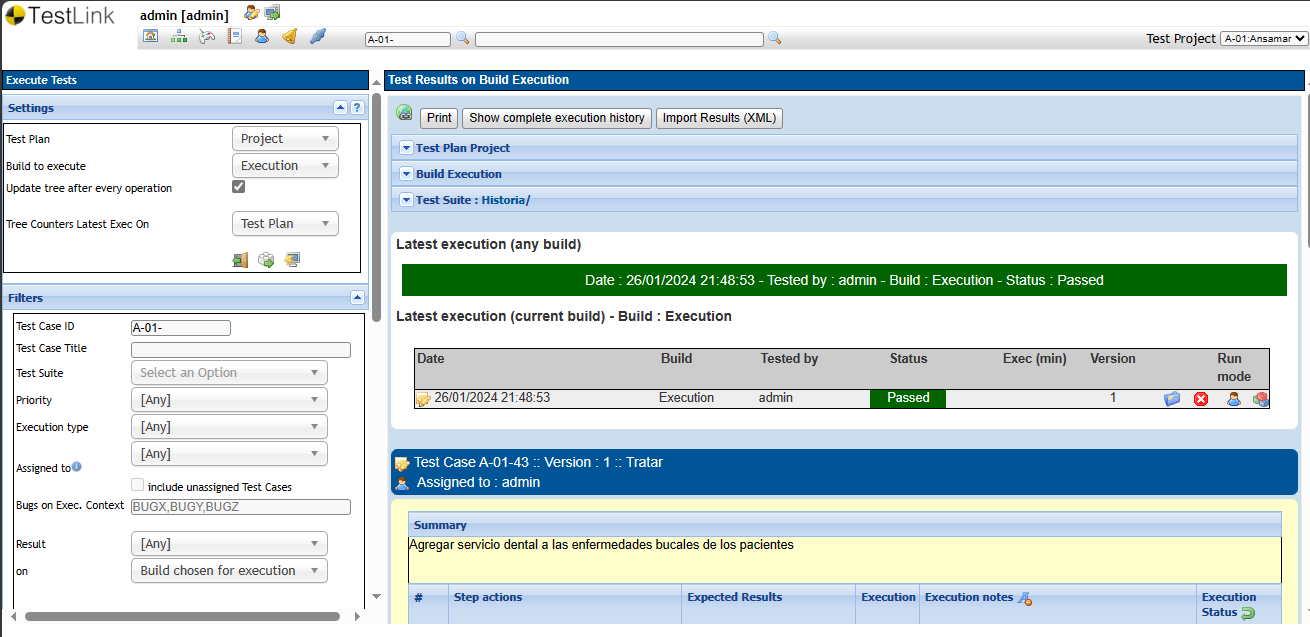 TestLink
admin [admin]
A-01-
Test Project A-01:Ansamar
Execute Tests
Settings
?
Test Plan Project
Build to execute Execution
Update tree after every operation
Tree Counters Latest Exec On Test Plan
Filters
Test Case ID A-01-
Test Case Title
Test Suite Select an Option
Priority [Any]
Execution type [Any]
[Any]
Assigned to
include unassigned Test Cases
Bugs on Exec. Context BUGX,BUGY,BUGZ
Result [Any]
on Build chosen for execution
Test Results on Build Execution
Print Show complete execution history Import Results (XML)
Test Plan Project
Build Execution
Test Suite : Historia/
Latest execution (any build)
Date : 26/01/2024 21:48:53 - Tested by : admin - Build : Execution - Status : Passed
Latest execution (current build) - Build : Execution
Date Build Tested by Status Exec (min) Version Run mode
26/01/2024 21:48:53 Execution admin Passed 1
Test Case A-01-43 :: Version : 1 :: Tratar
Assigned to : admin
Summary
Agregar servicio dental a las enfermedades bucales de los pacientes
# Step actions Expected Results Execution Execution notes Execution Status